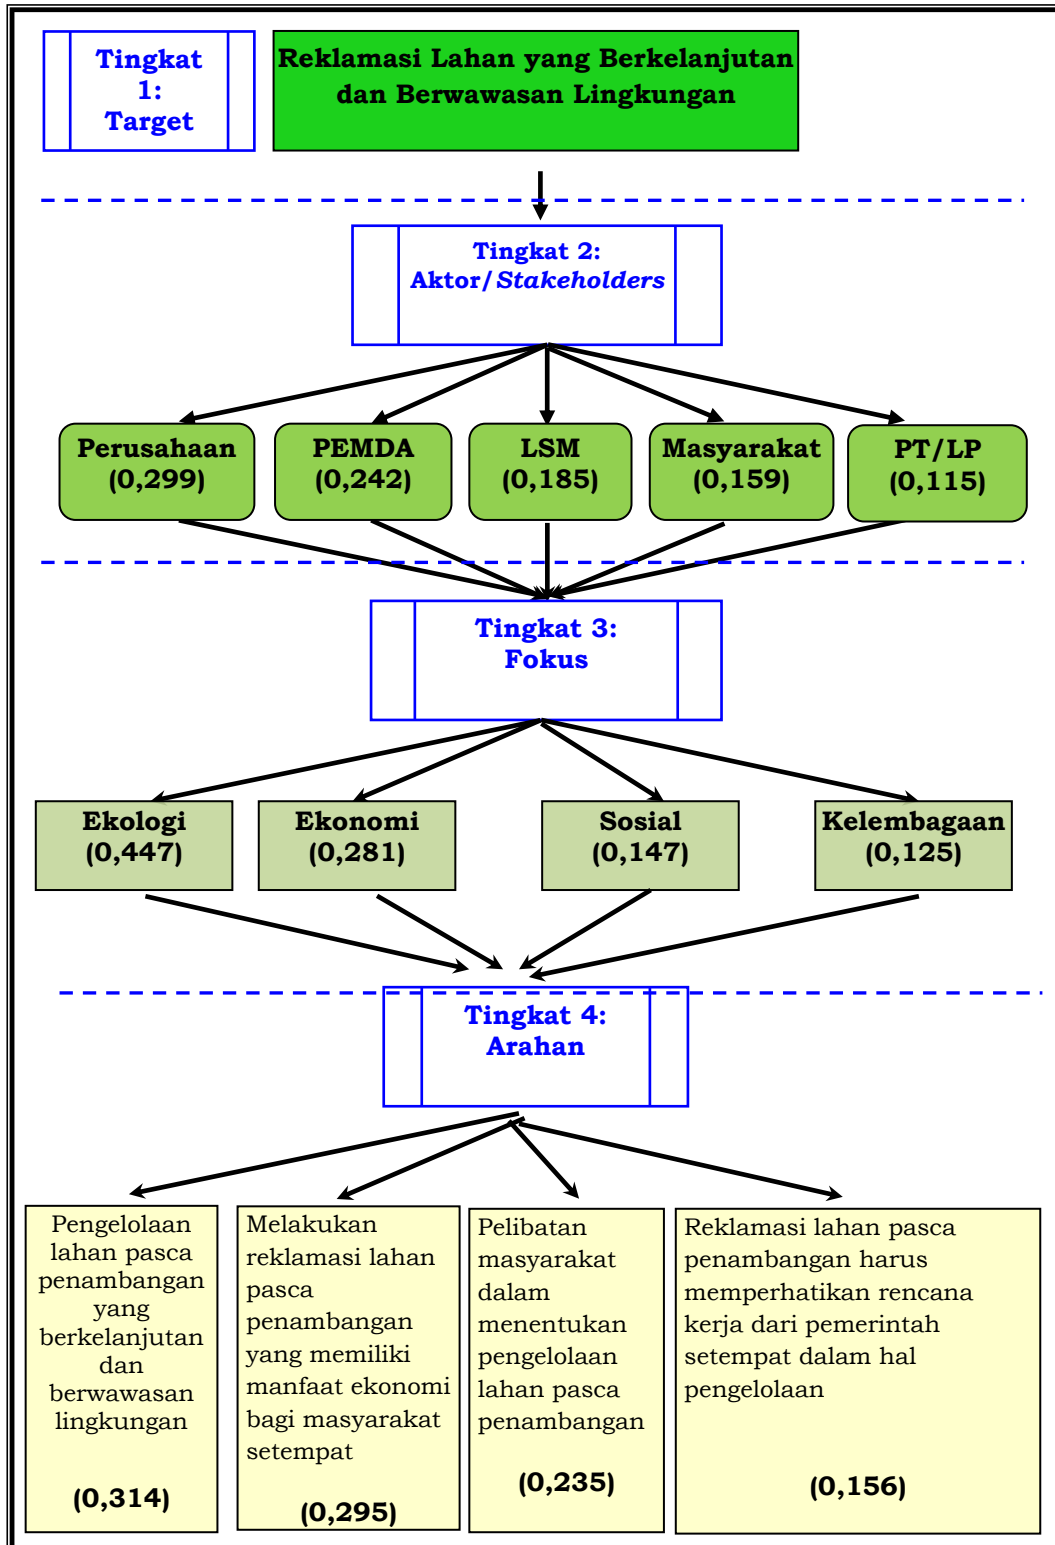 Tingkat
1:
Target
Reklamasi Lahan yang Berkelanjutan
dan Berwawasan Lingkungan
Tingkat 2:
Aktor/Stakeholders
Perusahaan
(0,299)
PEMDA
(0,242)
LSM
(0,185)
Masyarakat
(0,159)
PT/LP
(0,115)
Tingkat 3:
Fokus
Ekologi
(0,447)
Ekonomi
(0,281)
Sosial
(0,147)
Kelembagaan
(0,125)
Tingkat 4:
Arahan
Pengelolaan
lahan pasca
penambangan
yang
berkelanjutan
dan
berwawasan
lingkungan
(0,314)
Melakukan
reklamasi lahan
pasca
penambangan
yang memiliki
manfaat ekonomi
bagi masyarakat
setempat
(0,295)
Pelibatan
masyarakat
dalam
menentukan
pengelolaan
lahan pasca
penambangan
(0,235)
Reklamasi lahan pasca
penambangan harus
memperhatikan rencana
kerja dari pemerintah
setempat dalam hal
pengelolaan
(0,156)